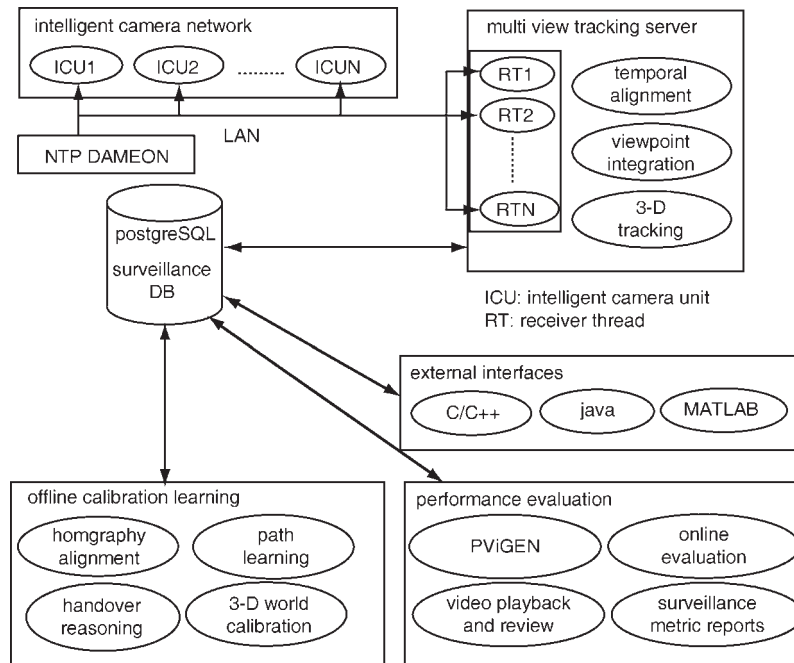 intelligent camera network
ICU1 ICU2 ........ ICUN
LAN
NTP DAMEON
multi view tracking server
RT1
RT2
RTN
temporal
alignment
viewpoint
integration
3-D
tracking
postgreSQL
surveillance
DB
ICU: intelligent camera unit
RT: receiver thread
external interfaces
C/C++ java MATLAB
offline calibration learning
homgraphy
alignment
path
learning
handover
reasoning
3-D world
calibration
performance evaluation
PViGEN
online
evaluation
video playback
and review
surveillance
metric reports